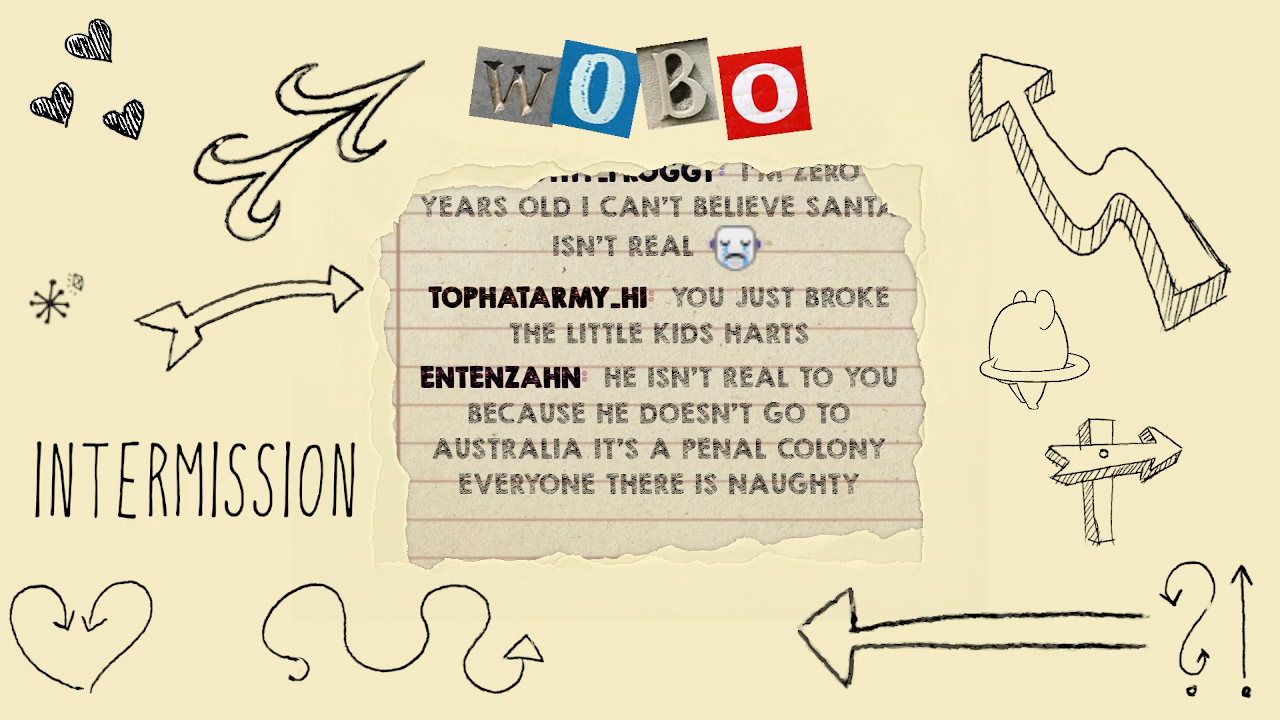 WOBO
I'M ZERO
YEARS OLD I CAN'T BELIEVE SANTA
ISN'T REAL
TOPHATARMY_HI: YOU JUST BROKE
THE LITTLE KIDS HARTS
ENTENZAHN: HE ISN'T REAL TO YOU
BECAUSE HE DOESN'T GO TO
AUSTRALIA IT'S A PENAL COLONY
EVERYONE THERE IS NAUGHTY
INTERMISSION
?!